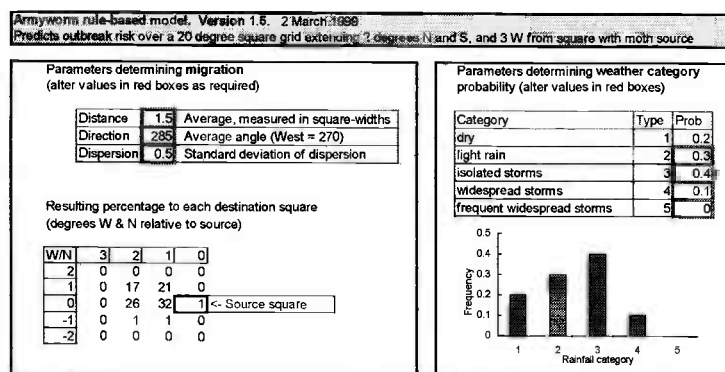 Armyworm rule-based model. Version 1.5. 2 March 1999
Predicts outbreak risk over a 20 degree square grid extending 2 degrees N and S, and 3 W from square with moth source
Parameters determining migration
(alter values in red boxes as required)
Distance 1.5 Average, measured in square-widths
Direction 285 Average angle (West = 270)
Dispersion 0.5 Standard deviation of dispersion
Resulting percentage to each destination square
(degrees W & N relative to source)
W/N 3 2 1 0
2 0 0 0 0
1 0 17 21 0
0 0 26 32 1 <- Source square
-1 0 1 1 0
-2 0 0 0 0
Parameters determining weather category
probability (alter values in red boxes)
Category Type Prob
dry 1 0.2
light rain 2 0.3
isolated storms 3 0.4
widespread storms 4 0.1
frequent widespread storms 5 0
0.5
0.4
0.3
0.2
0.1
0
Frequency
1 2 3 4 5
Rainfall category